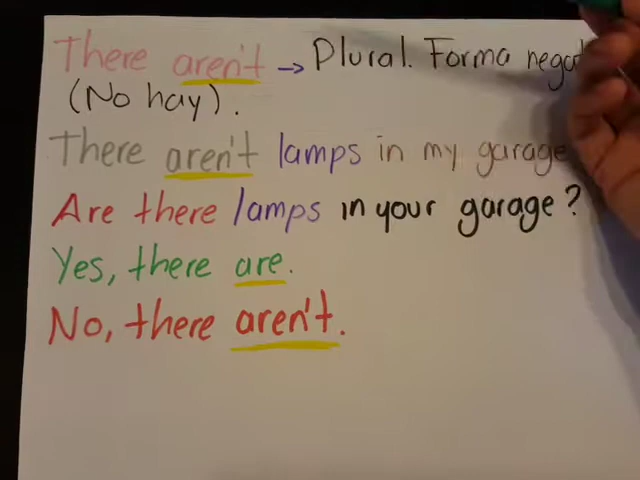 There aren't → Plural. Forma
(No hay).
There aren't lamps in my garage
Are there lamps in your garage?
Yes, there are.
No, there aren't.